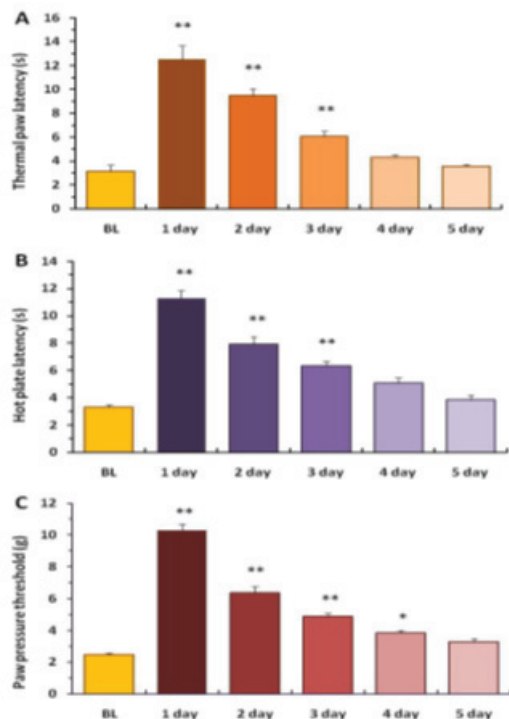 A
Thermal paw latency (s)
16
14
12
10
8
6
4
2
0
** ** **
BL 1 day 2 day 3 day 4 day 5 day
B
Hot plate latency (s)
14
12
10
8
6
4
2
0
** ** **
BL 1 day 2 day 3 day 4 day 5 day
C
Paw pressure threshold (g)
12
10
8
6
4
2
0
** ** ** *
BL 1 day 2 day 3 day 4 day 5 day